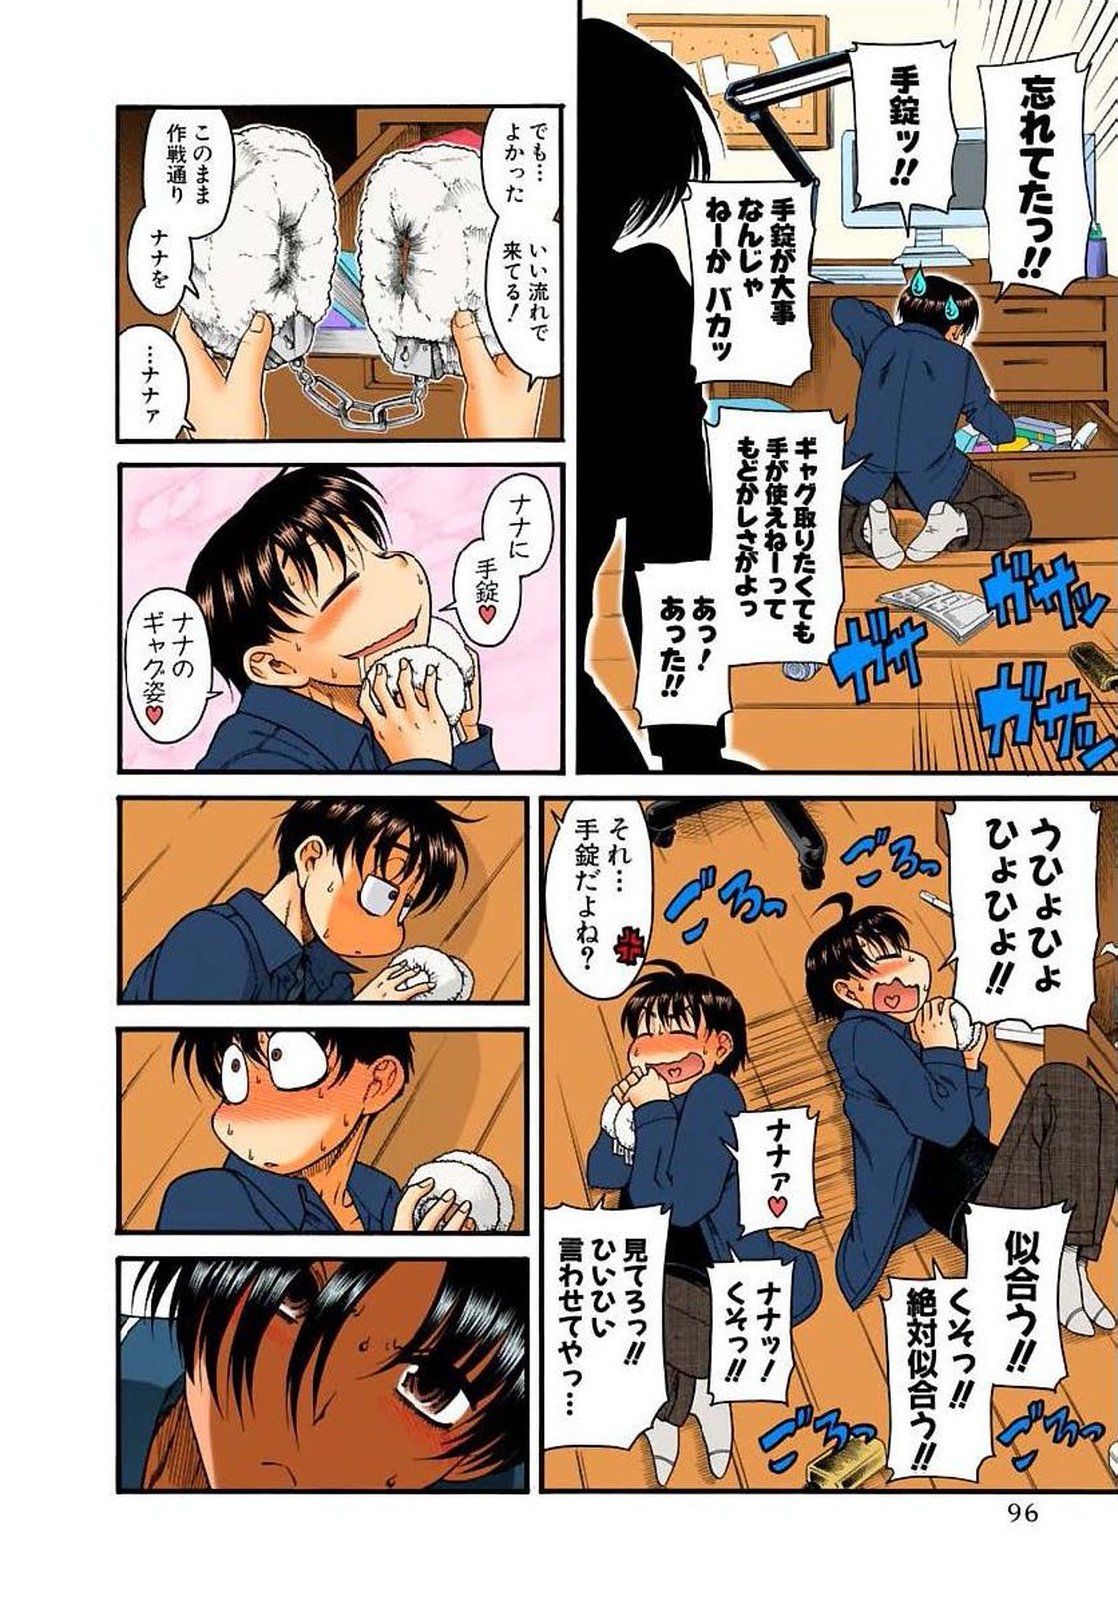 忘れてたっ!!
手錠ッ!!
手錠が大事
なんじゃ
ねーか バカッ
ギャグ取りたくても
手が使えねーって
もどかしさがよっ
あっ!
あった!!
ガサッ
ガサ
ガサッ
でも…
よかった
いい流れで
来てる!
このまま
作戦通り
ナナを
…ナナァ
ナナに
手錠♥
ナナの
ギャグ姿♥
うひょひょ
ひょひょ!!
ごろっ
ごろっ
それ…
手錠だよね?
ナナァ♥
似合う!!
くそっ!!
絶対似合う!!
ナナッ!
くそっ!!
見てろっ!!
ひいひい
言わせてやっ…
ごろっ
ごろっ
96